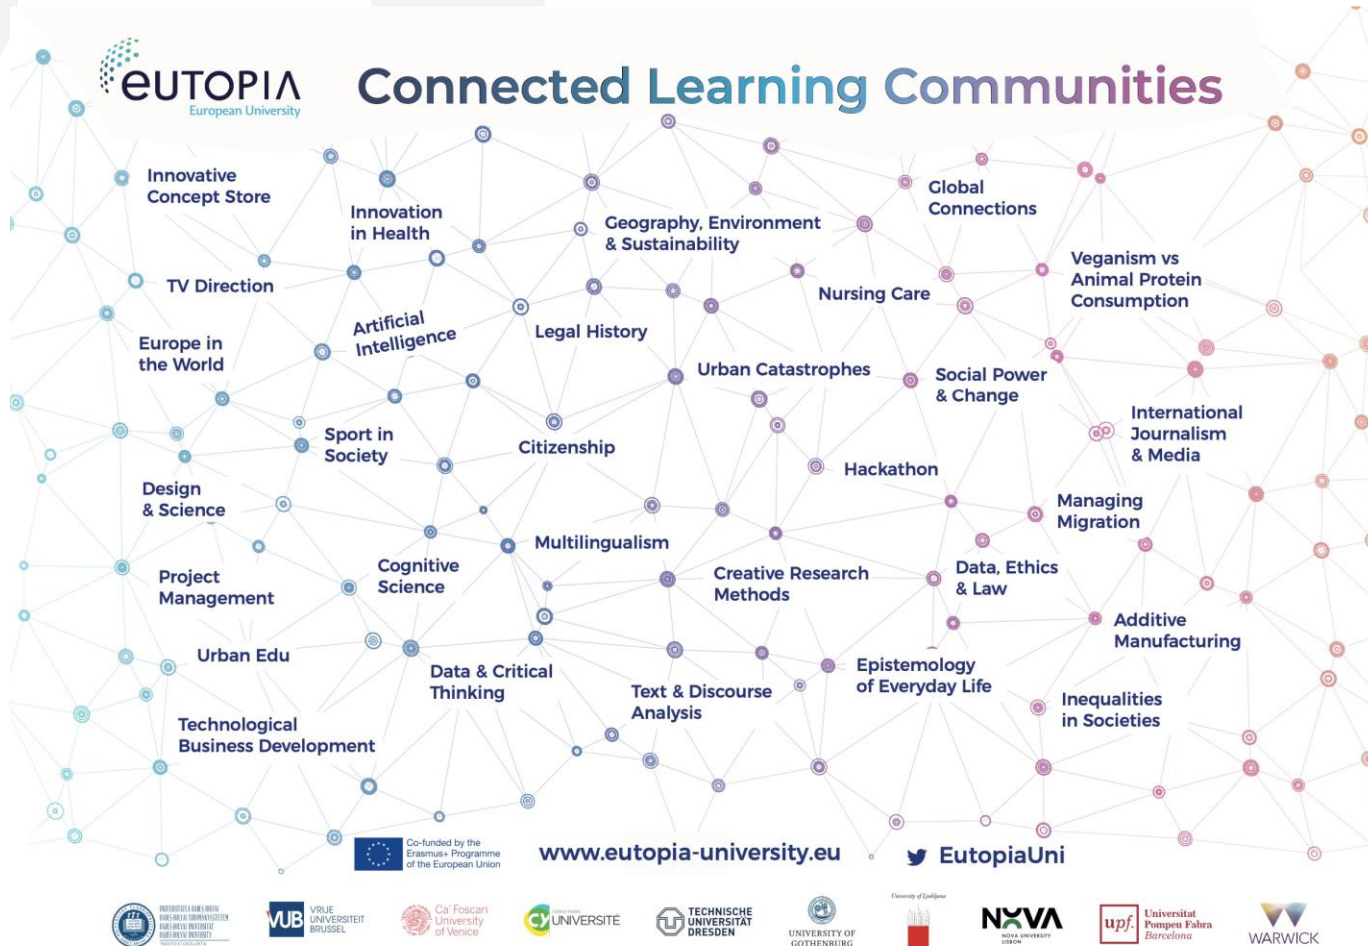 eUTOPIA
European University
Connected Learning Communities
Innovative
Concept Store
Innovation
in Health
Geography, Environment
& Sustainability
Global
Connections
TV Direction
Nursing Care
Veganism vs
Animal Protein
Consumption
Europe in
the World
Artificial
Intelligence
Legal History
Urban Catastrophes
Social Power
& Change
International
Journalism
& Media
Sport in
Society
Citizenship
Hackathon
Design
& Science
Managing
Migration
Multilingualism
Cognitive
Science
Creative Research
Methods
Data, Ethics
& Law
Project
Management
Additive
Manufacturing
Urban Edu
Data & Critical
Thinking
Text & Discourse
Analysis
Epistemology
of Everyday Life
Inequalities
in Societies
Technological
Business Development
Co-funded by the
Erasmus+ Programme
of the European Union
www.eutopia-university.eu
EutopiaUni
VUB
VRIJE
UNIVERSITEIT
BRUSSEL
Ca' Foscari
University
of Venice
CY UNIVERSITÉ
TECHNISCHE
UNIVERSITÄT
DRESDEN
UNIVERSITY OF
GOTHENBURG
University of Ljubljana
NOVA
NOVA UNIVERSITY
LISBON
upf.
Universitat
Pompeu Fabra
Barcelona
WARWICK